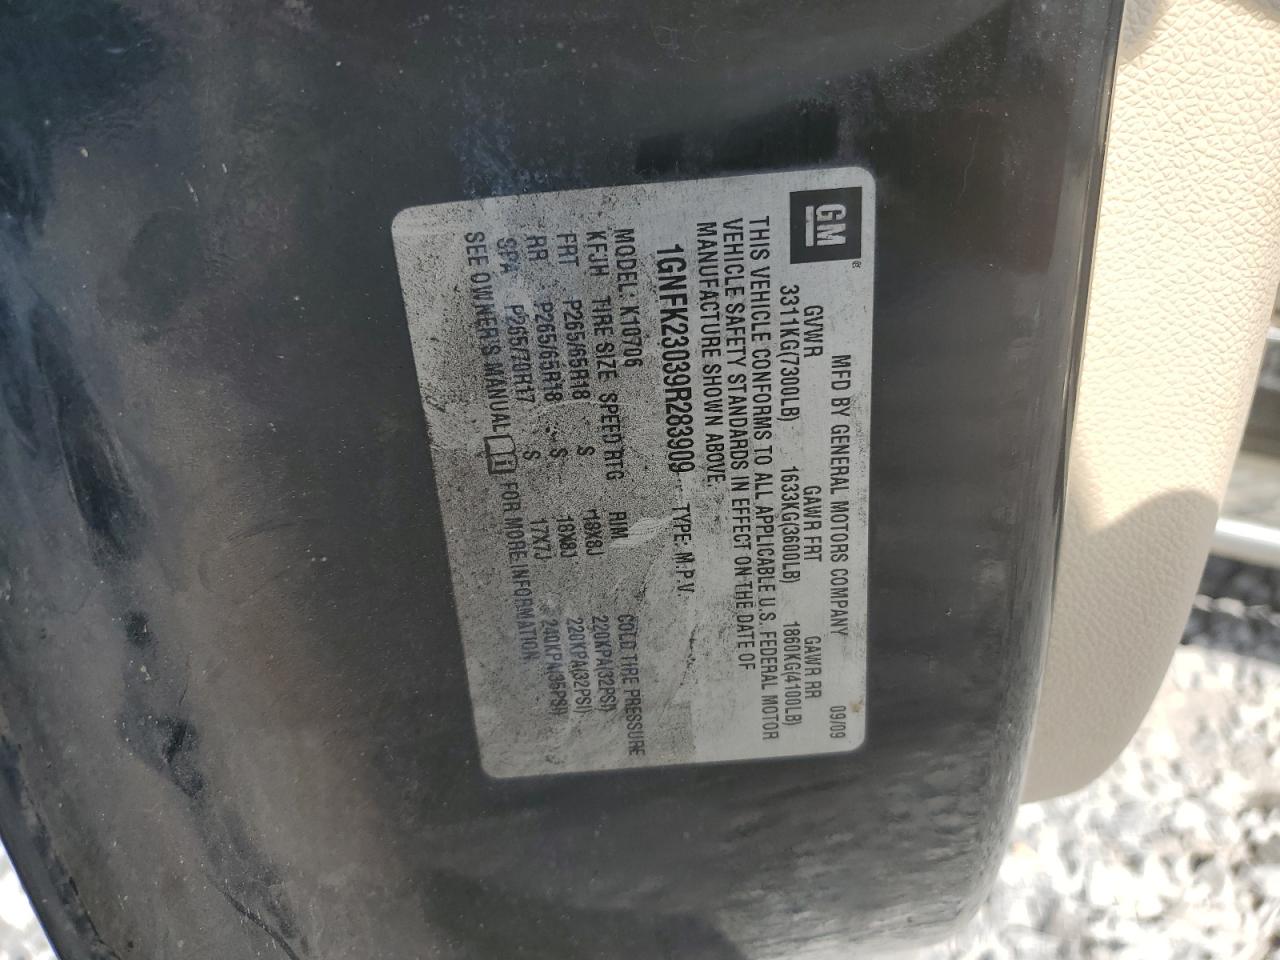 GM
MFD BY GENERAL MOTORS COMPANY 09/09
GVWR GAWR FRT GAWR RR
3311KG(7300LB) 1633KG(3600LB) 1860KG(4100LB)
THIS VEHICLE CONFORMS TO ALL APPLICABLE U.S. FEDERAL MOTOR
VEHICLE SAFETY STANDARDS IN EFFECT ON THE DATE OF
MANUFACTURE SHOWN ABOVE.
1GNFK23039R283909 TYPE: M.P.V.
MODEL: K10706
KFJH TIRE SIZE SPEED RTG RIM COLD TIRE PRESSURE
FRT P265/65R18 S 18X8J 220KPA(32PSI)
RR P265/65R18 S 18X8J 220KPA(32PSI)
SPA P265/70R17 S 17X7J 240KPA(35PSI)
SEE OWNER'S MANUAL i FOR MORE INFORMATION